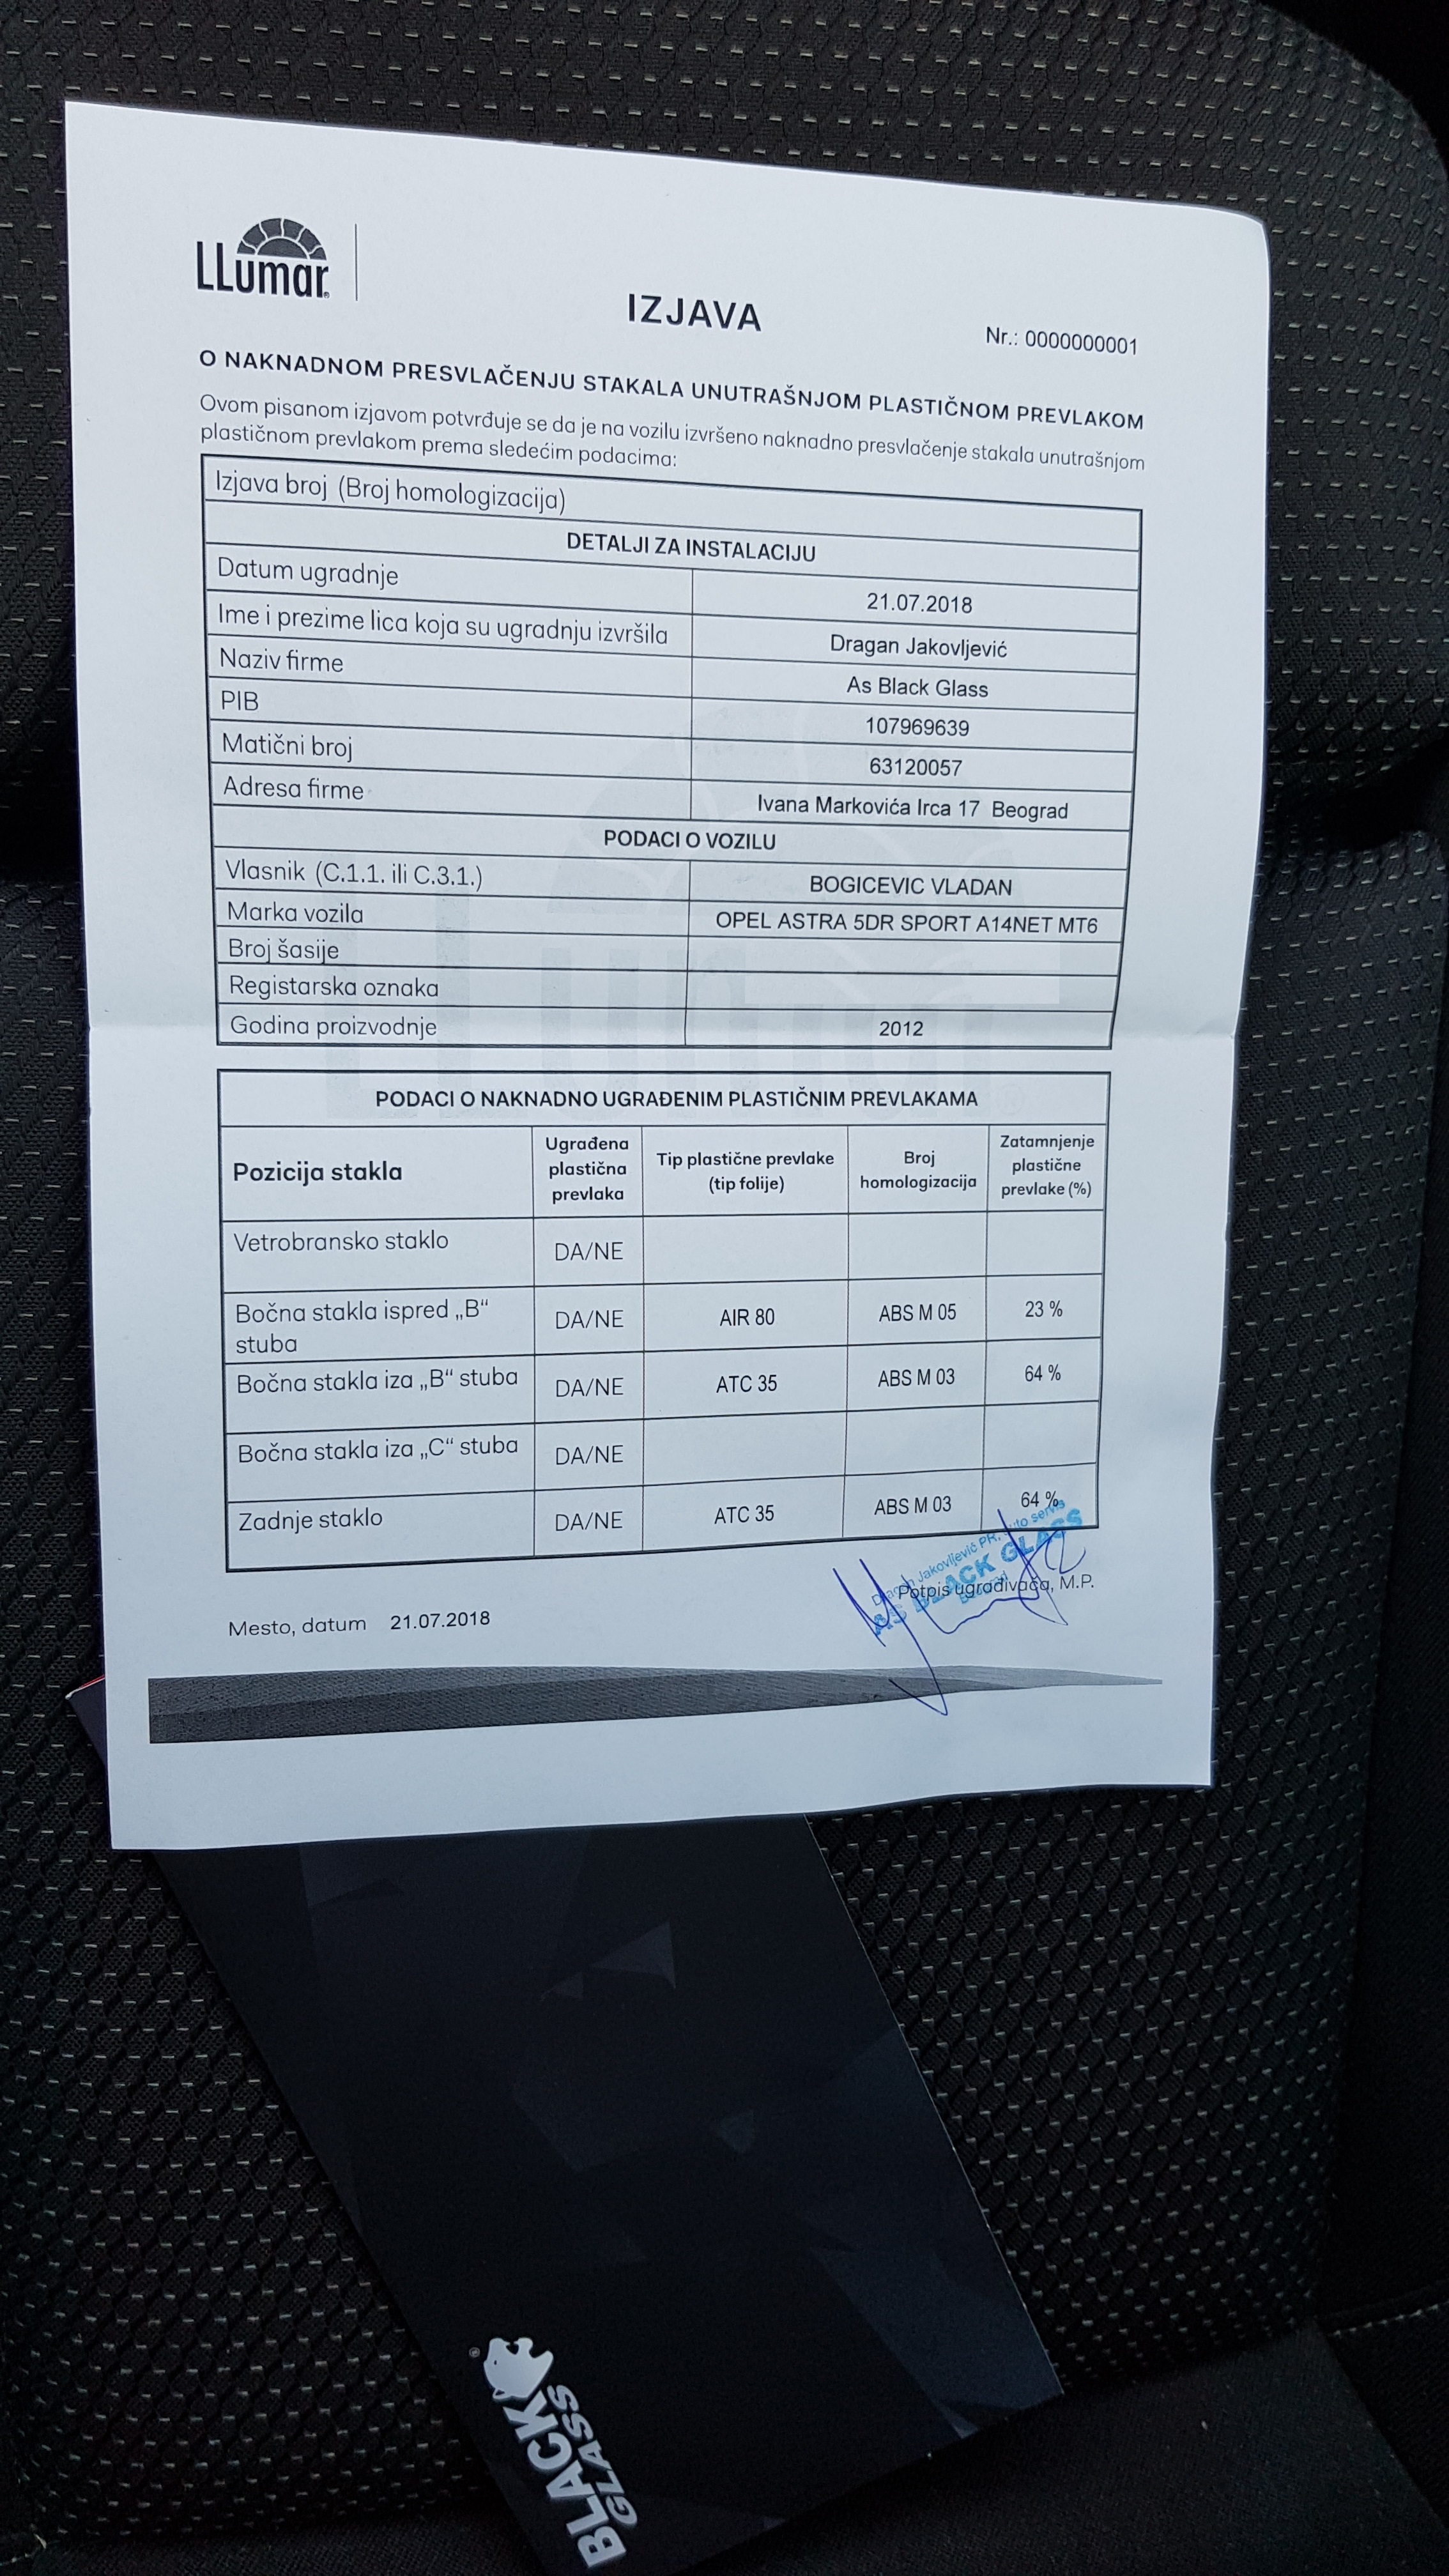 LLumar®
IZJAVA
Nr.: 0000000001
O NAKNADNOM PRESVLAČENJU STAKALA UNUTRAŠNJOM PLASTIČNOM PREVLAKOM
Ovom pisanom izjavom potvrđuje se da je na vozilu izvršeno naknadno presvlačenje stakala unutrašnjom
plastičnom prevlakom prema sledećim podacima:
Izjava broj (Broj homologizacija)
DETALJI ZA INSTALACIJU
Datum ugradnje 21.07.2018
Ime i prezime lica koja su ugradnju izvršila Dragan Jakovljević
Naziv firme As Black Glass
PIB 107969639
Matični broj 63120057
Adresa firme Ivana Markovića Irca 17 Beograd
PODACI O VOZILU
Vlasnik (C.1.1. ili C.3.1.) BOGICEVIC VLADAN
Marka vozila OPEL ASTRA 5DR SPORT A14NET MT6
Broj šasije
Registarska oznaka
Godina proizvodnje 2012
PODACI O NAKNADNO UGRAĐENIM PLASTIČNIM PREVLAKAMA
Pozicija stakla
Ugrađena
plastična
prevlaka
Tip plastične prevlake
(tip folije)
Broj
homologizacija
Zatamnjenje
plastične
prevlake (%)
Vetrobransko staklo DA/NE
Bočna stakla ispred „B“
stuba
DA/NE AIR 80 ABS M 05 23 %
Bočna stakla iza „B“ stuba DA/NE ATC 35 ABS M 03 64 %
Bočna stakla iza „C“ stuba DA/NE
Zadnje staklo DA/NE ATC 35 ABS M 03 64 %
Dragan Jakovljević PR. auto servis
AS BLACK GLASS
Beograd
Potpis ugrađivača, M.P.
Mesto, datum 21.07.2018
BLACK
GLASS
®